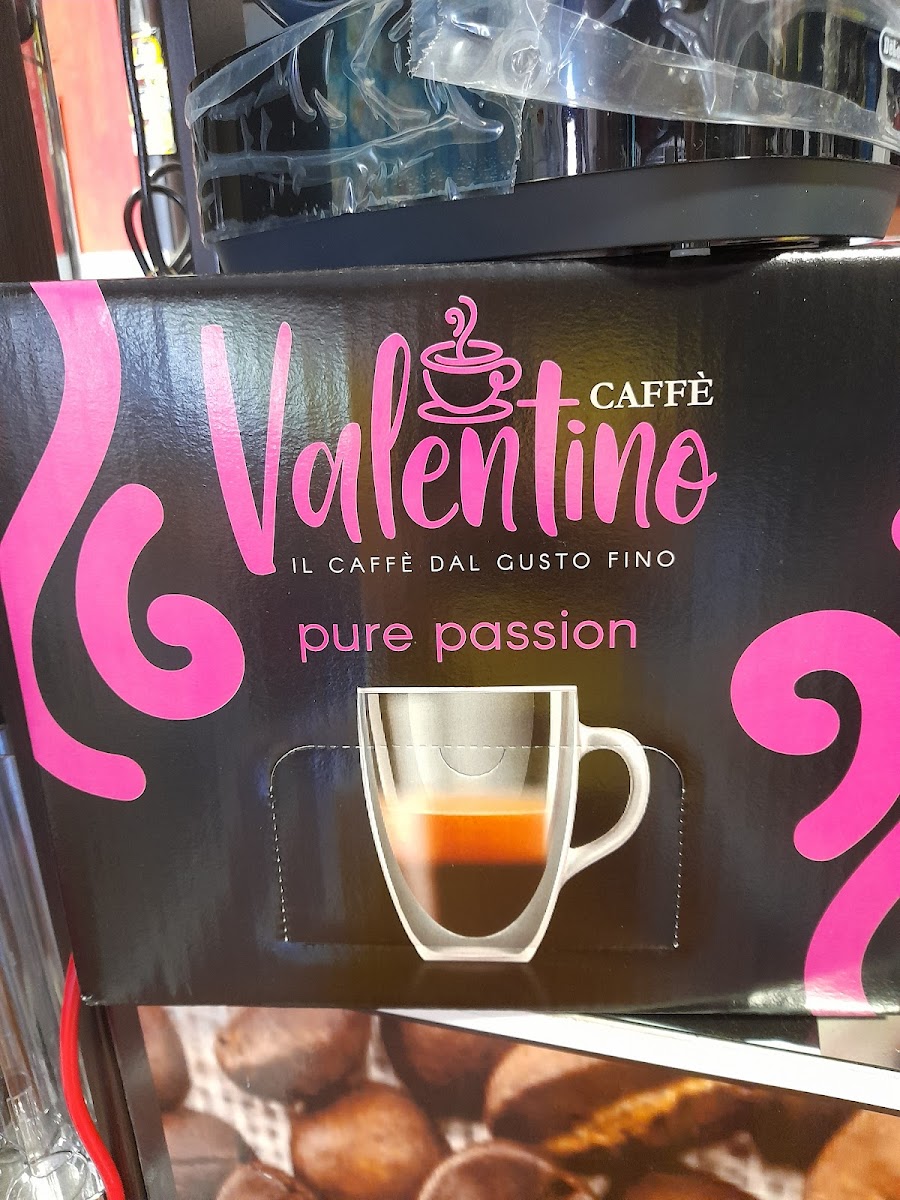 Valentino
CAFFÈ
IL CAFFÈ DAL GUSTO FINO
pure passion